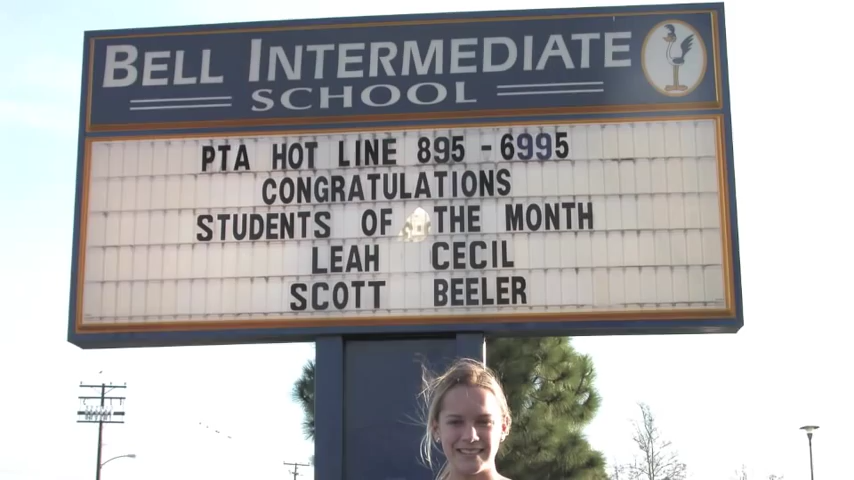 BELL INTERMEDIATE
SCHOOL
PTA HOT LINE 895 - 6995
CONGRATULATIONS
STUDENTS OF THE MONTH
LEAH CECIL
SCOTT BEELER